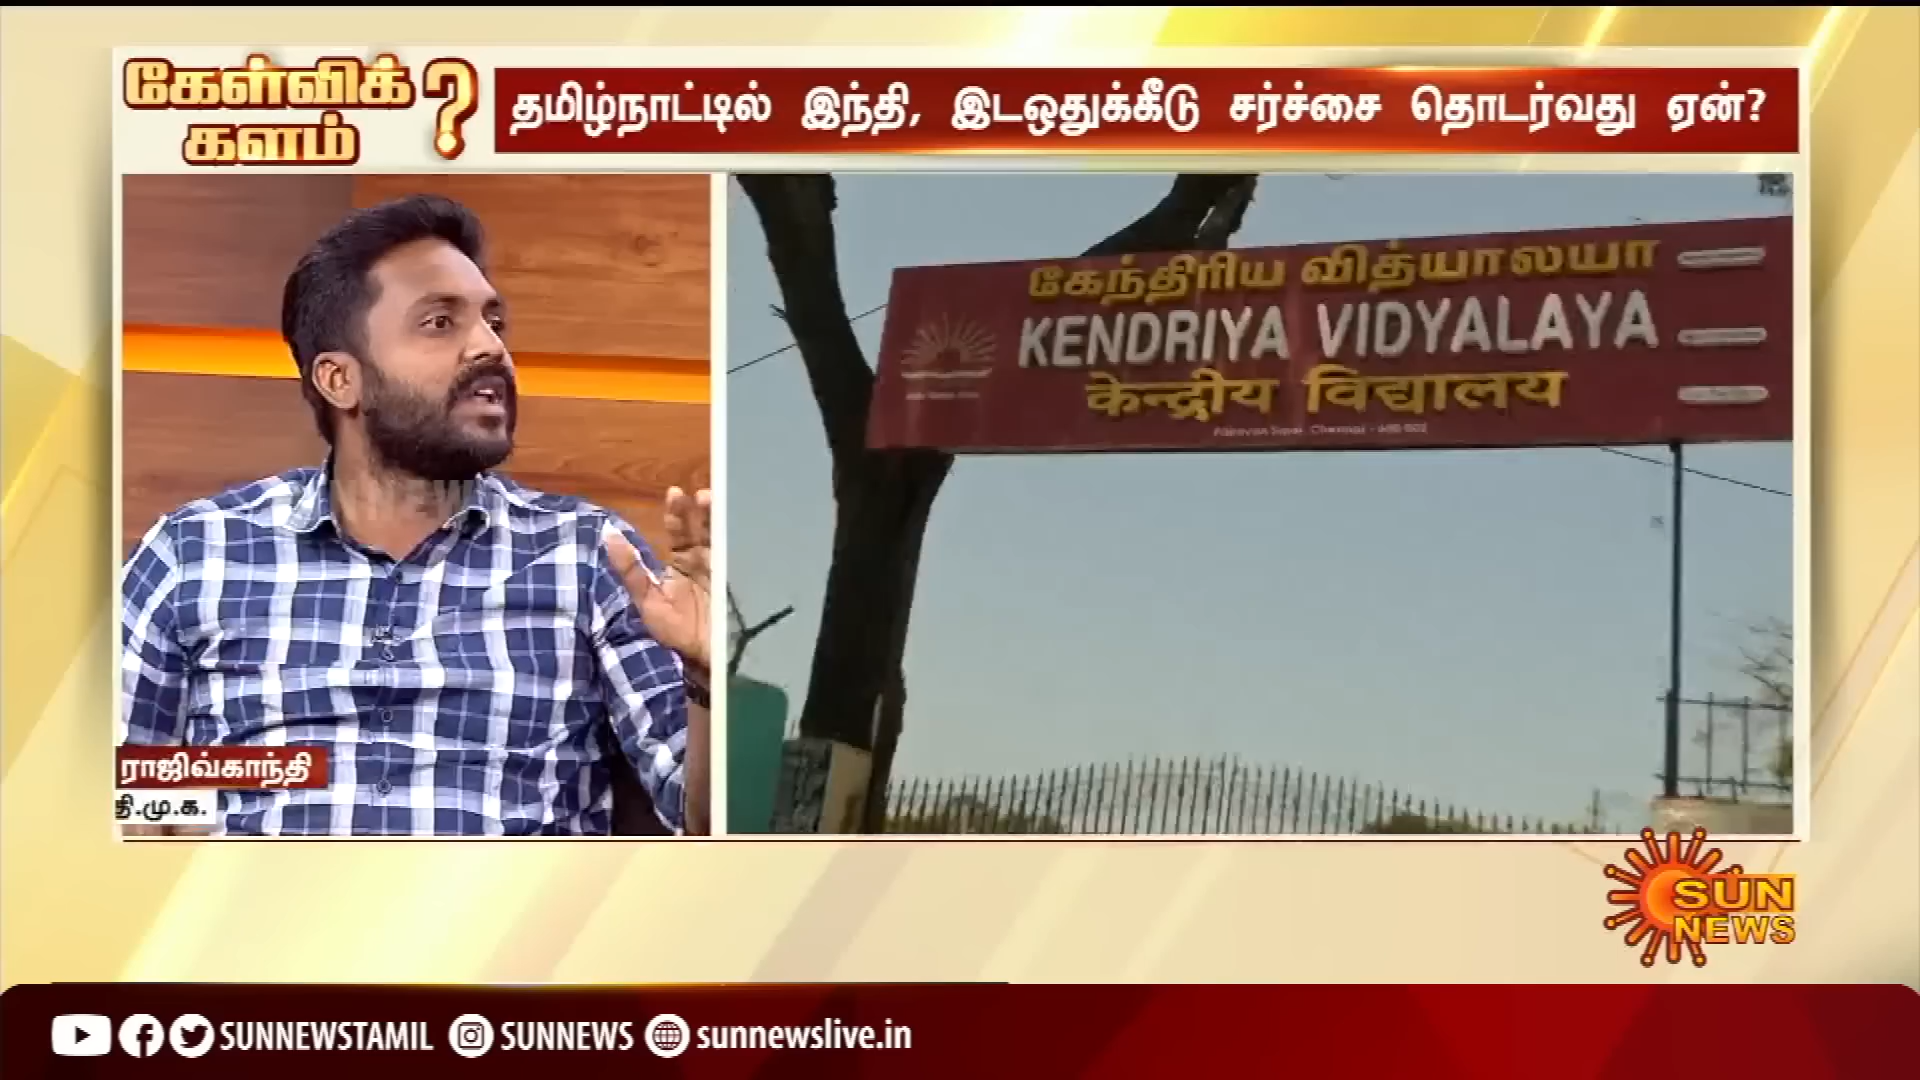 கேள்விக்
களம்
?
தமிழ்நாட்டில் இந்தி, இடஒதுக்கீடு சர்ச்சை தொடர்வது ஏன்?
கேந்திரிய வித்யாலயா
KENDRIYA VIDYALAYA
केन्द्रीय विद्यालय
ராஜிவ்காந்தி
தி.மு.க.
SUN
NEWS
SUNNEWSTAMIL SUNNEWS sunnewslive.in